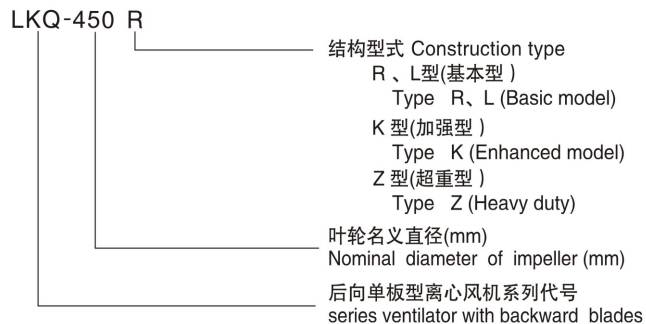 LKQ-450 R
结构型式 Construction type
R 、L型(基本型)
Type R、L (Basic model)
K 型(加强型)
Type K (Enhanced model)
Z 型(超重型)
Type Z (Heavy duty)
叶轮名义直径(mm)
Nominal diameter of impeller (mm)
后向单板型离心风机系列代号
series ventilator with backward blades